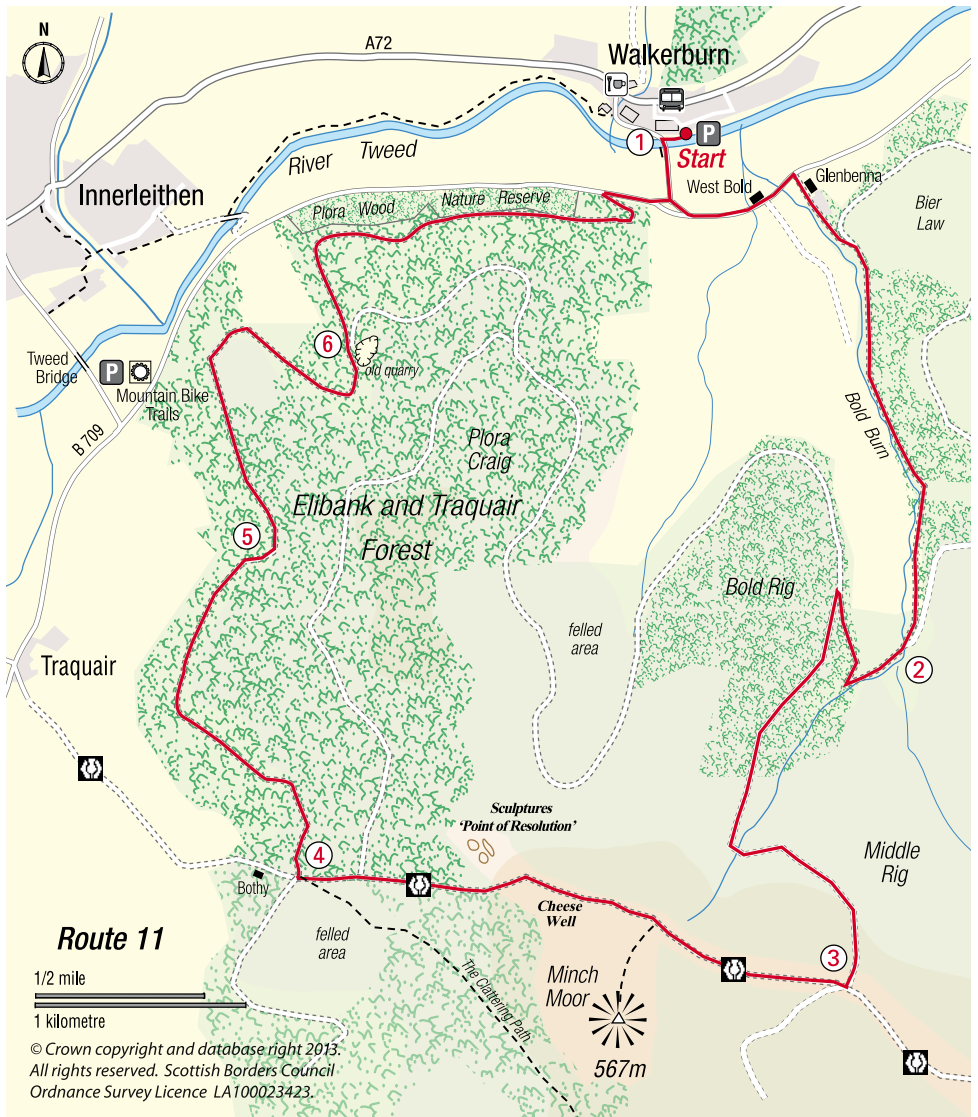 N
A72
Walkerburn
P
1
Start
River Tweed
Innerleithen
West Bold
Glenbenna
Plora Wood
Nature Reserve
Bier
Law
6
old quarry
Tweed
Bridge
P
Mountain Bike
Trails
B 709
Plora
Craig
Bold Burn
Elibank and Traquair
Forest
5
Bold Rig
felled
area
Traquair
2
Sculptures
‘Point of Resolution’
4
Middle
Rig
Bothy
Cheese
Well
Route 11
felled
area
3
1/2 mile
The Clattering Path
Minch
Moor
1 kilometre
567m
© Crown copyright and database right 2013.
All rights reserved. Scottish Borders Council
Ordnance Survey Licence LA100023423.